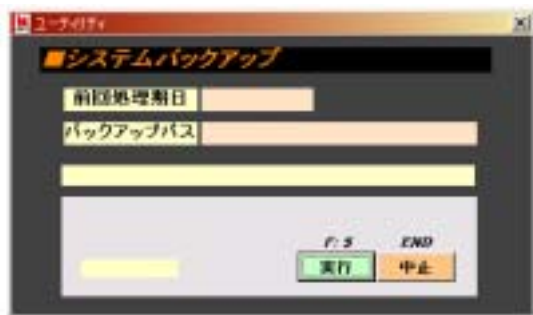 ユーティリティ
■システムバックアップ
前回処理期日
バックアップパス
F:5 END
実行 中止